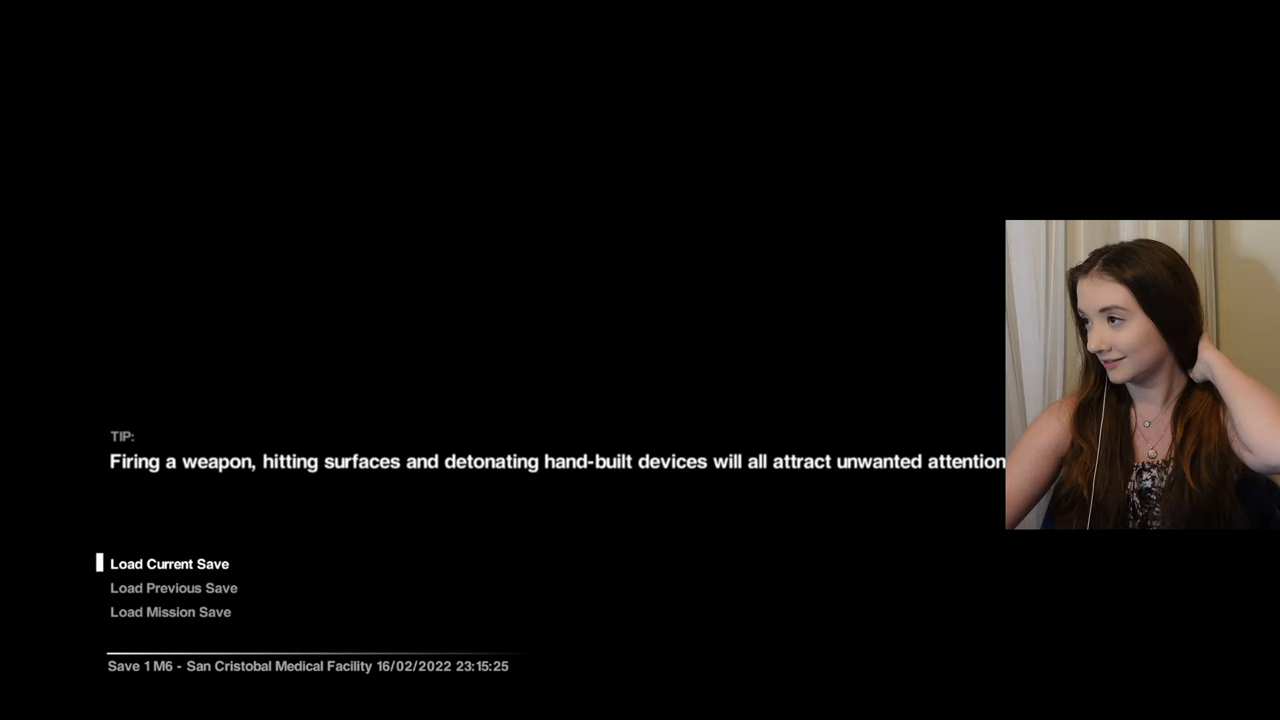 TIP:
Firing a weapon, hitting surfaces and detonating hand-built devices will all attract unwanted attention
Load Current Save
Load Previous Save
Load Mission Save
Save 1 M6 - San Cristobal Medical Facility 16/02/2022 23:15:25